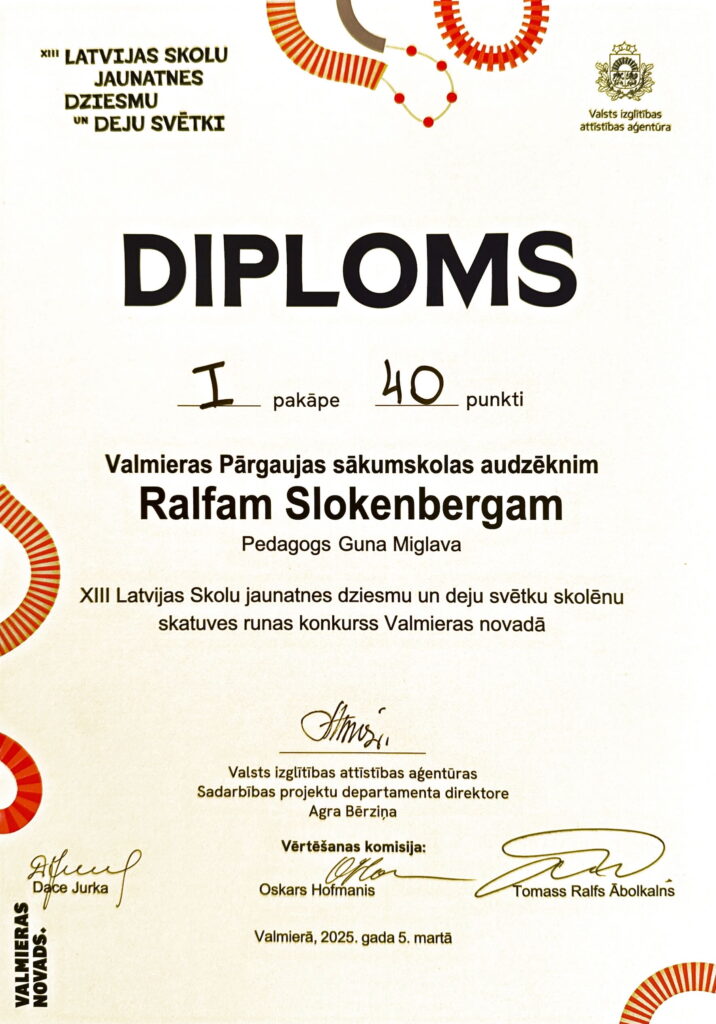 XIII LATVIJAS SKOLU
JAUNATNES
DZIESMU
UN DEJU SVĒTKI
Valsts izglītības
attīstības aģentūra
DIPLOMS
I pakāpe 40 punkti
Valmieras Pārgaujas sākumskolas audzēknim
Ralfam Slokenbergam
Pedagogs Guna Miglava
XIII Latvijas Skolu jaunatnes dziesmu un deju svētku skolēnu
skatuves runas konkurss Valmieras novadā
Valsts izglītības attīstības aģentūras
Sadarbības projektu departamenta direktore
Agra Bērziņa
Vērtēšanas komisija:
Dace Jurka Oskars Hofmanis Tomass Ralfs Ābolkalns
Valmierā, 2025. gada 5. martā
VALMIERAS
NOVADS.